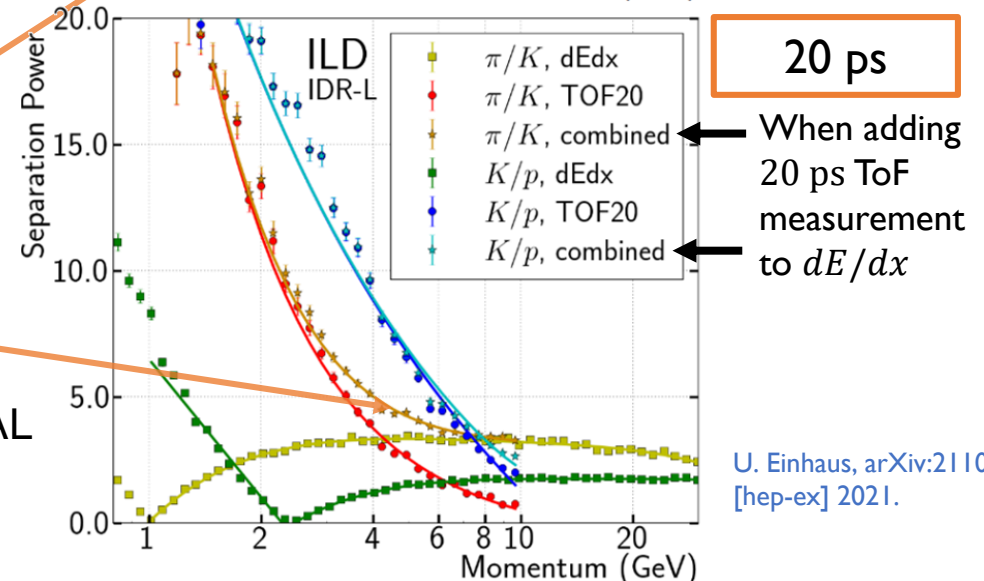 20.0
15.0
10.0
5.0
0.0
Separation Power
ILD
IDR-L
π/K, dEdx
π/K, TOF20
π/K, combined
K/p, dEdx
K/p, TOF20
K/p, combined
1 2 4 6 8 10 20
Momentum (GeV)
20 ps
When adding
20 ps ToF
measurement
to dE/dx
AL
U. Einhaus, arXiv:2110
[hep-ex] 2021.